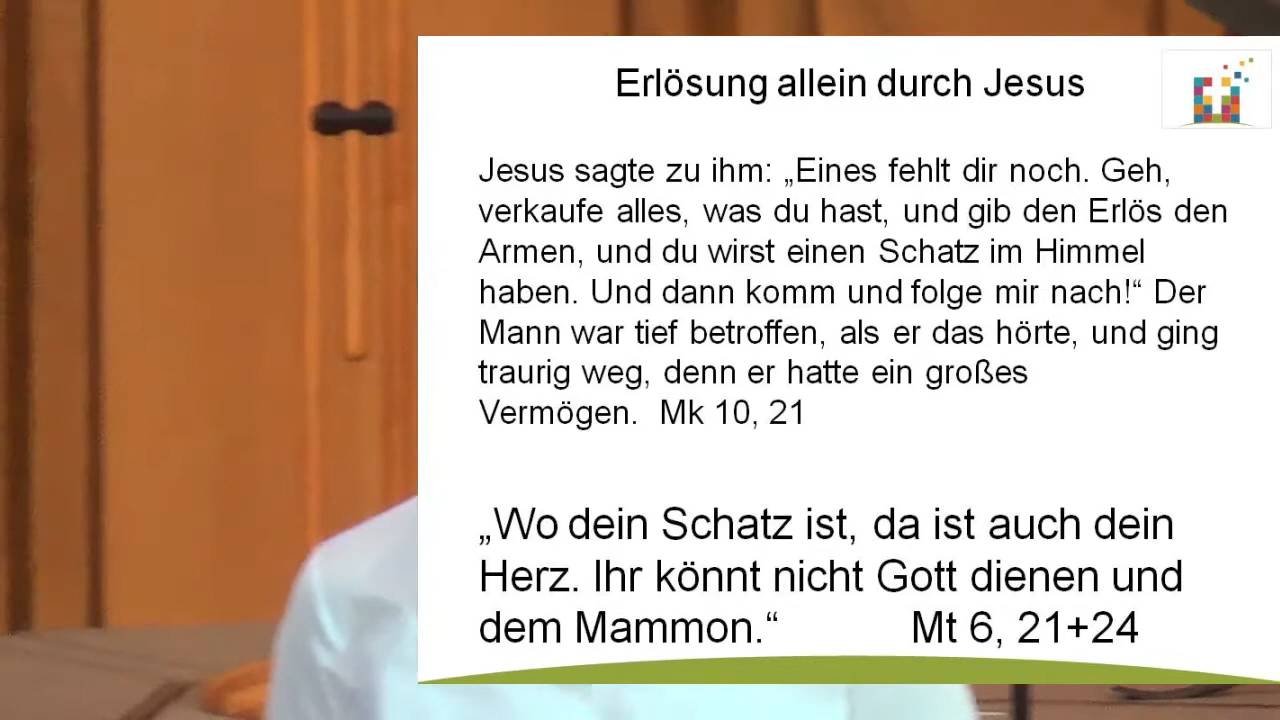 Erlösung allein durch Jesus
Jesus sagte zu ihm: „Eines fehlt dir noch. Geh,
verkaufe alles, was du hast, und gib den Erlös den
Armen, und du wirst einen Schatz im Himmel
haben. Und dann komm und folge mir nach!“ Der
Mann war tief betroffen, als er das hörte, und ging
traurig weg, denn er hatte ein großes
Vermögen. Mk 10, 21
„Wo dein Schatz ist, da ist auch dein
Herz. Ihr könnt nicht Gott dienen und
dem Mammon.“ Mt 6, 21+24